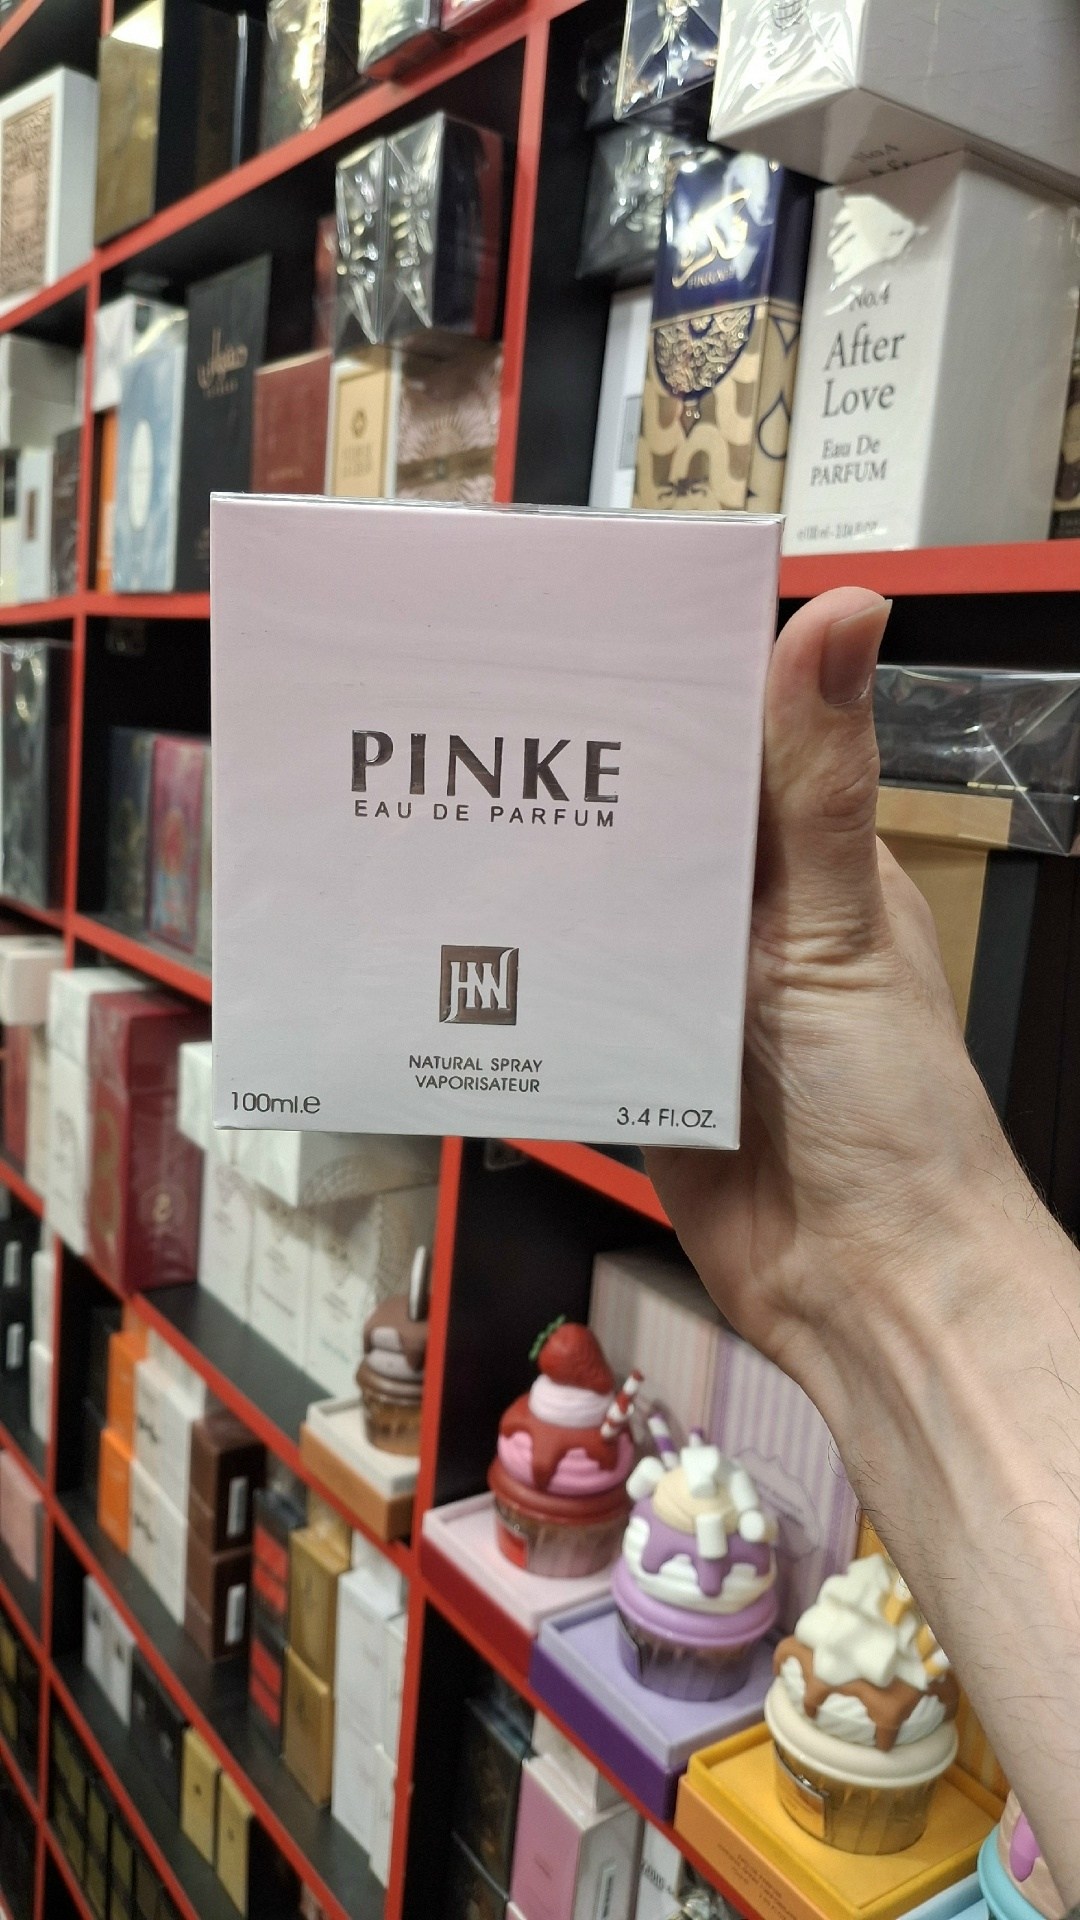 No.4
After
Love
Eau De
PARFUM
PINKE
EAU DE PARFUM
JHW
NATURAL SPRAY
VAPORISATEUR
100ml.e
3.4 Fl.OZ.